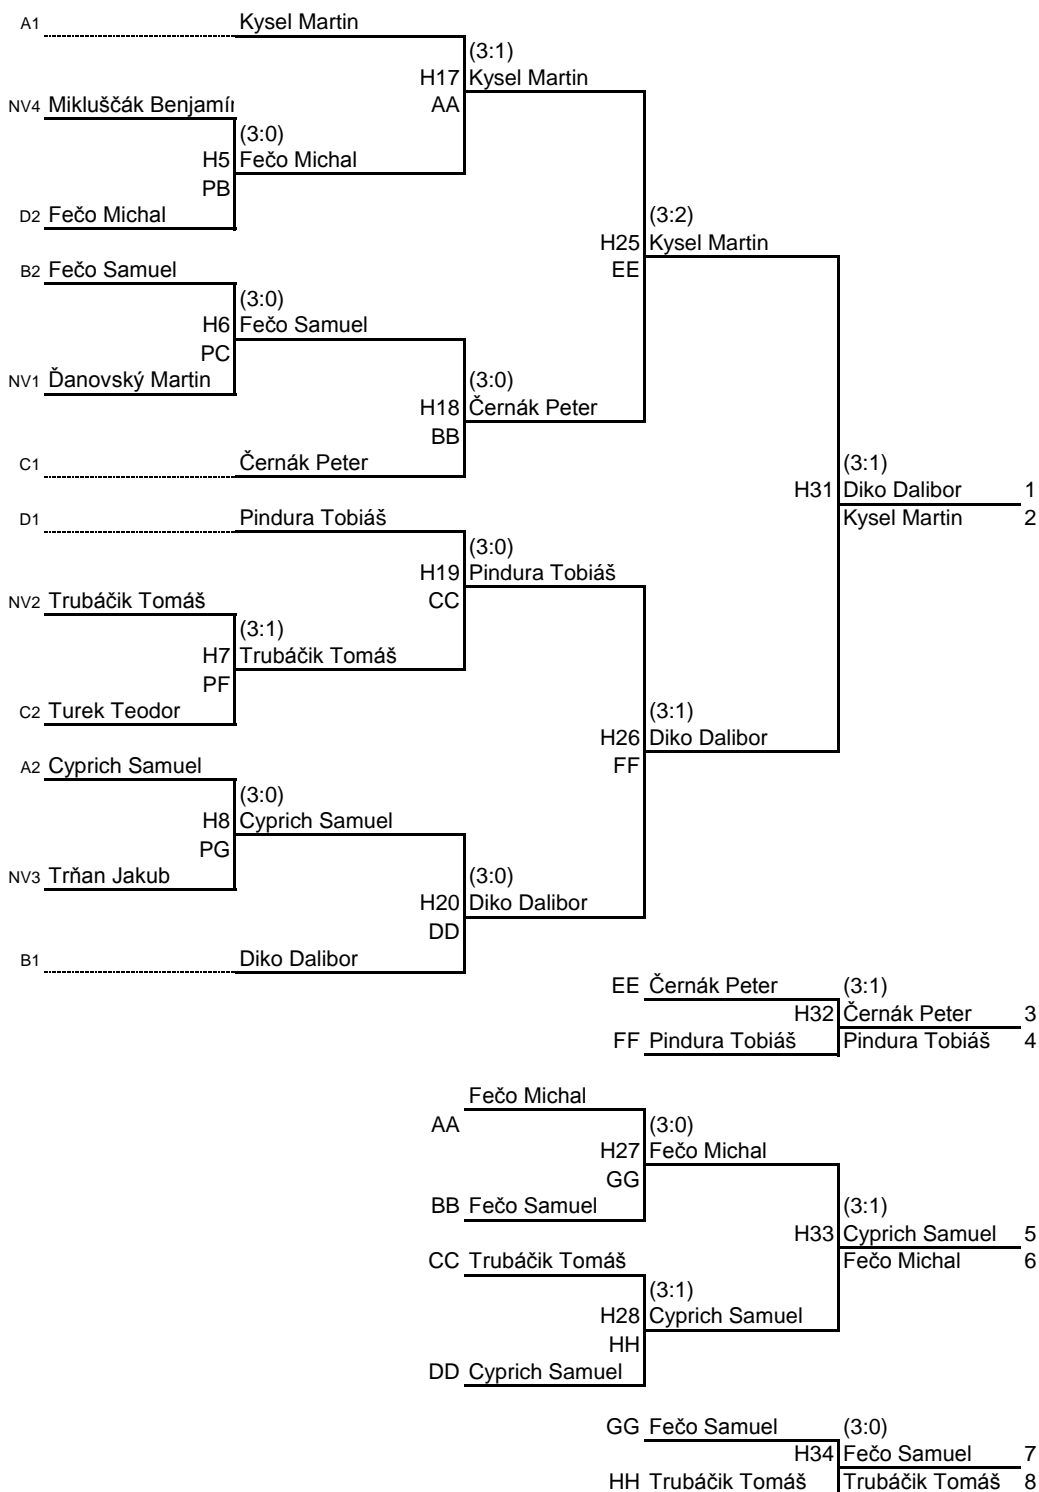 A1 Kysel Martin
(3:1)
H17 Kysel Martin
NV4 Mikluščák Benjamín AA
(3:0)
H5 Fečo Michal
PB
D2 Fečo Michal (3:2)
H25 Kysel Martin
B2 Fečo Samuel EE
(3:0)
H6 Fečo Samuel
PC
NV1 Ďanovský Martin (3:0)
H18 Černák Peter
BB
C1 Černák Peter (3:1)
H31 Diko Dalibor 1
D1 Pindura Tobiáš Kysel Martin 2
(3:0)
H19 Pindura Tobiáš
NV2 Trubáčik Tomáš CC
(3:1)
H7 Trubáčik Tomáš
PF
C2 Turek Teodor (3:1)
H26 Diko Dalibor
A2 Cyprich Samuel FF
(3:0)
H8 Cyprich Samuel
PG
NV3 Trňan Jakub (3:0)
H20 Diko Dalibor
DD
B1 Diko Dalibor
EE Černák Peter (3:1)
H32 Černák Peter 3
FF Pindura Tobiáš Pindura Tobiáš 4
Fečo Michal
AA (3:0)
H27 Fečo Michal
GG
BB Fečo Samuel (3:1)
H33 Cyprich Samuel 5
CC Trubáčik Tomáš Fečo Michal 6
(3:1)
H28 Cyprich Samuel
HH
DD Cyprich Samuel
GG Fečo Samuel (3:0)
H34 Fečo Samuel 7
HH Trubáčik Tomáš Trubáčik Tomáš 8